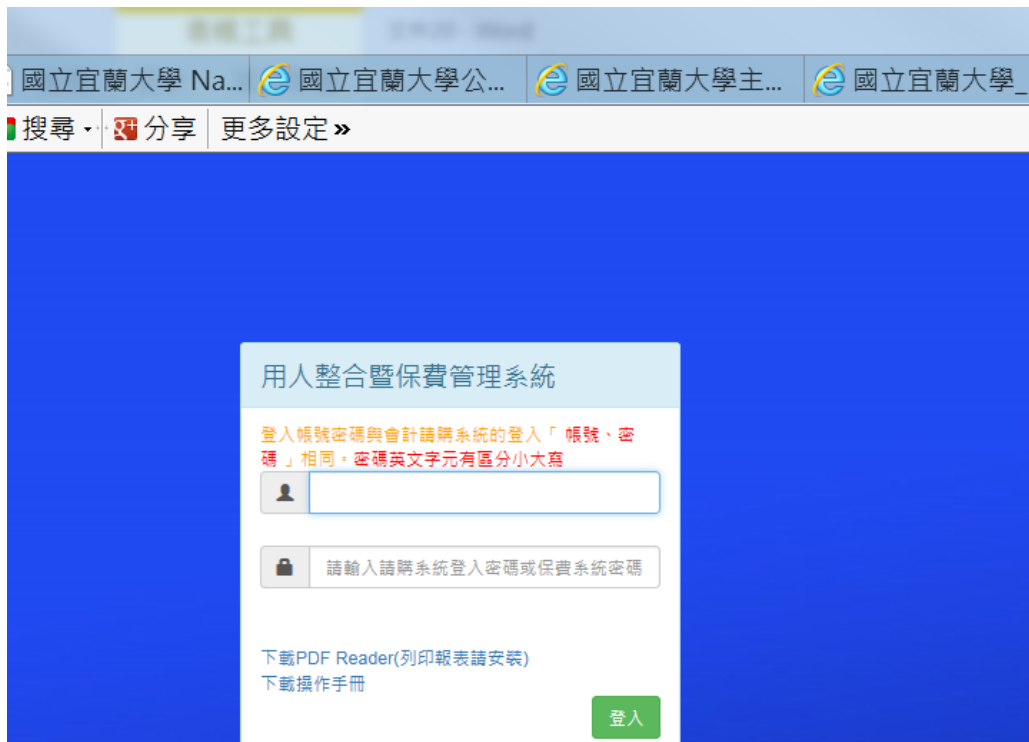 國立宜蘭大學 Na... 國立宜蘭大學公... 國立宜蘭大學主... 國立宜蘭大學_
搜尋 分享 更多設定 »
用人整合暨保費管理系統
登入帳號密碼與會計請購系統的登入「 帳號、密
碼 」相同。密碼英文字元有區分小大寫
請輸入請購系統登入密碼或保費系統密碼
下載PDF Reader(列印報表請安裝)
下載操作手冊
登入